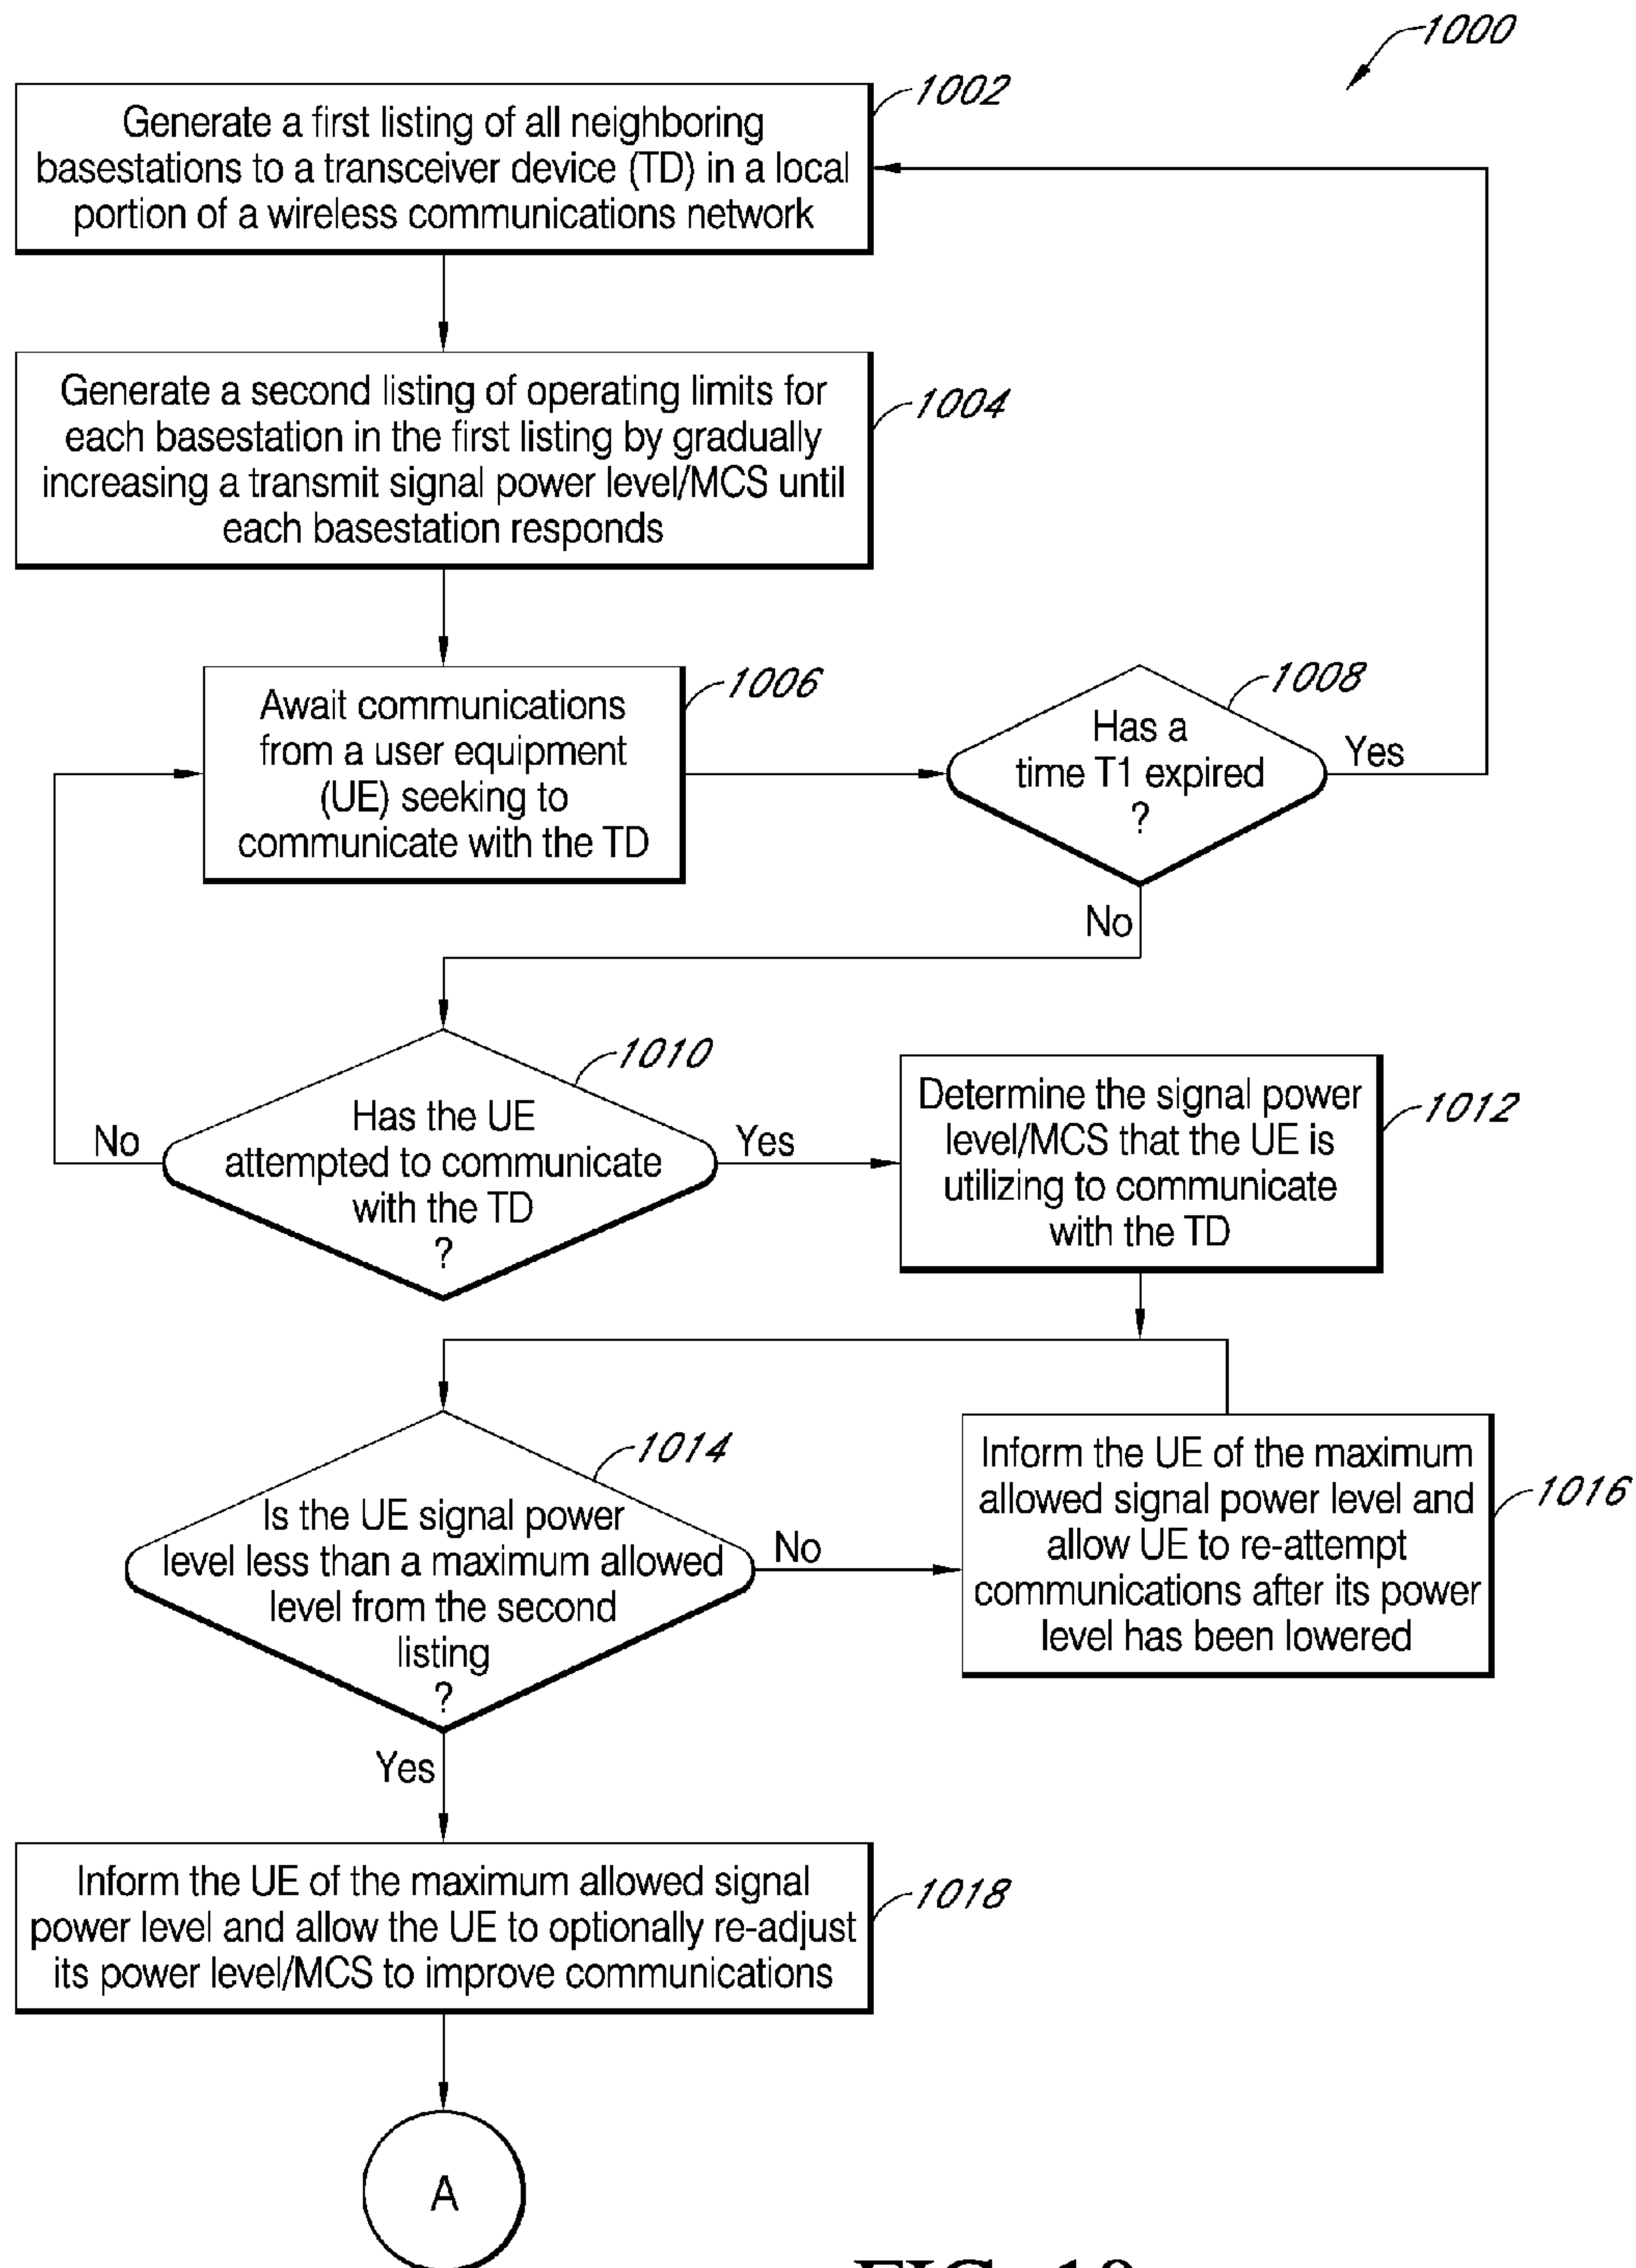 1000
1002
Generate a first listing of all neighboring
basestations to a transceiver device (TD) in a local
portion of a wireless communications network
1004
Generate a second listing of operating limits for
each basestation in the first listing by gradually
increasing a transmit signal power level/MCS until
each basestation responds
1006
Await communications
from a user equipment
(UE) seeking to
communicate with the TD
1008
Has a
time T1 expired
?
Yes
No
1010
Has the UE
attempted to communicate
with the TD
?
No
Yes
1012
Determine the signal power
level/MCS that the UE is
utilizing to communicate
with the TD
1014
Is the UE signal power
level less than a maximum allowed
level from the second
listing
?
No
Yes
1016
Inform the UE of the maximum
allowed signal power level and
allow UE to re-attempt
communications after its power
level has been lowered
1018
Inform the UE of the maximum allowed signal
power level and allow the UE to optionally re-adjust
its power level/MCS to improve communications
A